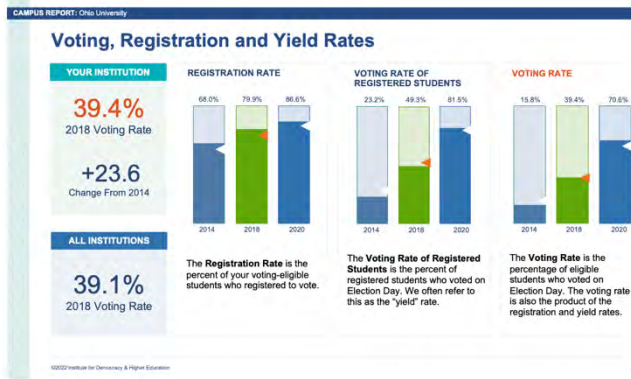 CAMPUS REPORT: Ohio University
Voting, Registration and Yield Rates
YOUR INSTITUTION
39.4%
2018 Voting Rate
+23.6
Change From 2014
ALL INSTITUTIONS
39.1%
2018 Voting Rate
REGISTRATION RATE
68.0% 79.9% 86.6%
2014 2018 2020
The Registration Rate is the
percent of your voting-eligible
students who registered to vote.
VOTING RATE OF
REGISTERED STUDENTS
23.2% 49.3% 81.5%
2014 2018 2020
The Voting Rate of Registered
Students is the percent of
registered students who voted on
Election Day. We often refer to
this as the "yield" rate.
VOTING RATE
15.8% 39.4% 70.6%
2014 2018 2020
The Voting Rate is the
percentage of eligible
students who voted on
Election Day. The voting rate
is also the product of the
registration and yield rates.
©2022 Institute for Democracy & Higher Education